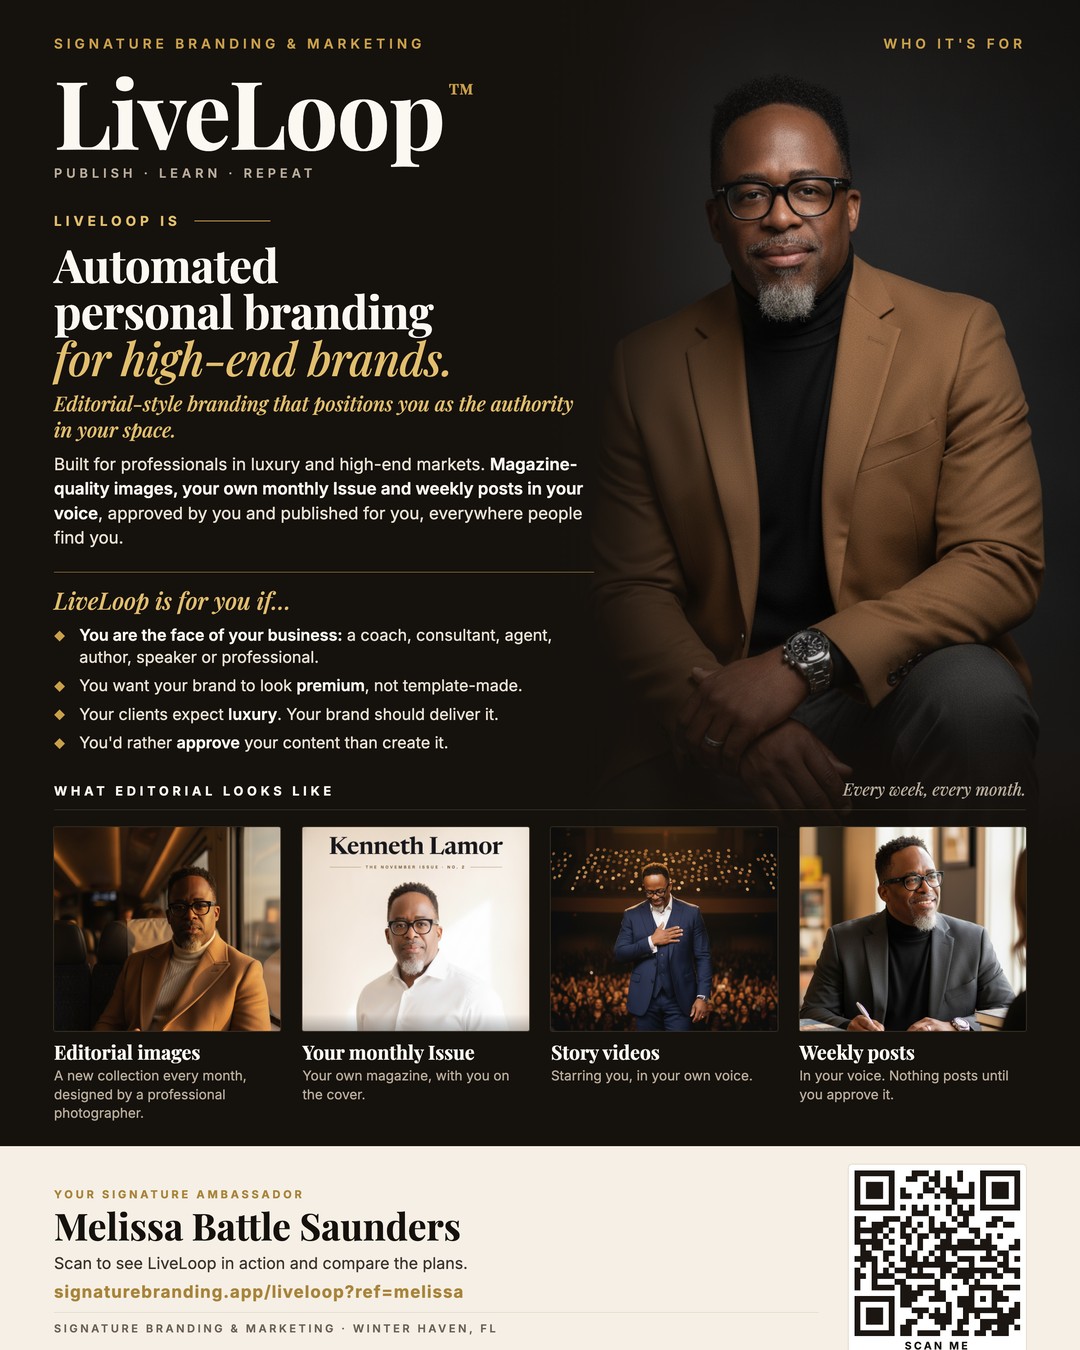 SIGNATURE BRANDING & MARKETING
WHO IT'S FOR
LiveLoop™
PUBLISH · LEARN · REPEAT
LIVELOOP IS
Automated
personal branding
for high-end brands.
Editorial-style branding that positions you as the authority
in your space.
Built for professionals in luxury and high-end markets. Magazine-
quality images, your own monthly Issue and weekly posts in your
voice, approved by you and published for you, everywhere people
find you.
LiveLoop is for you if...
◆ You are the face of your business: a coach, consultant, agent,
author, speaker or professional.
◆ You want your brand to look premium, not template-made.
◆ Your clients expect luxury. Your brand should deliver it.
◆ You'd rather approve your content than create it.
WHAT EDITORIAL LOOKS LIKE
Every week, every month.
Kenneth Lamor
THE NOVEMBER ISSUE · NO. 2
Editorial images
A new collection every month,
designed by a professional
photographer.
Your monthly Issue
Your own magazine, with you on
the cover.
Story videos
Starring you, in your own voice.
Weekly posts
In your voice. Nothing posts until
you approve it.
YOUR SIGNATURE AMBASSADOR
Melissa Battle Saunders
Scan to see LiveLoop in action and compare the plans.
signaturebranding.app/liveloop?ref=melissa
SIGNATURE BRANDING & MARKETING · WINTER HAVEN, FL
SCAN ME